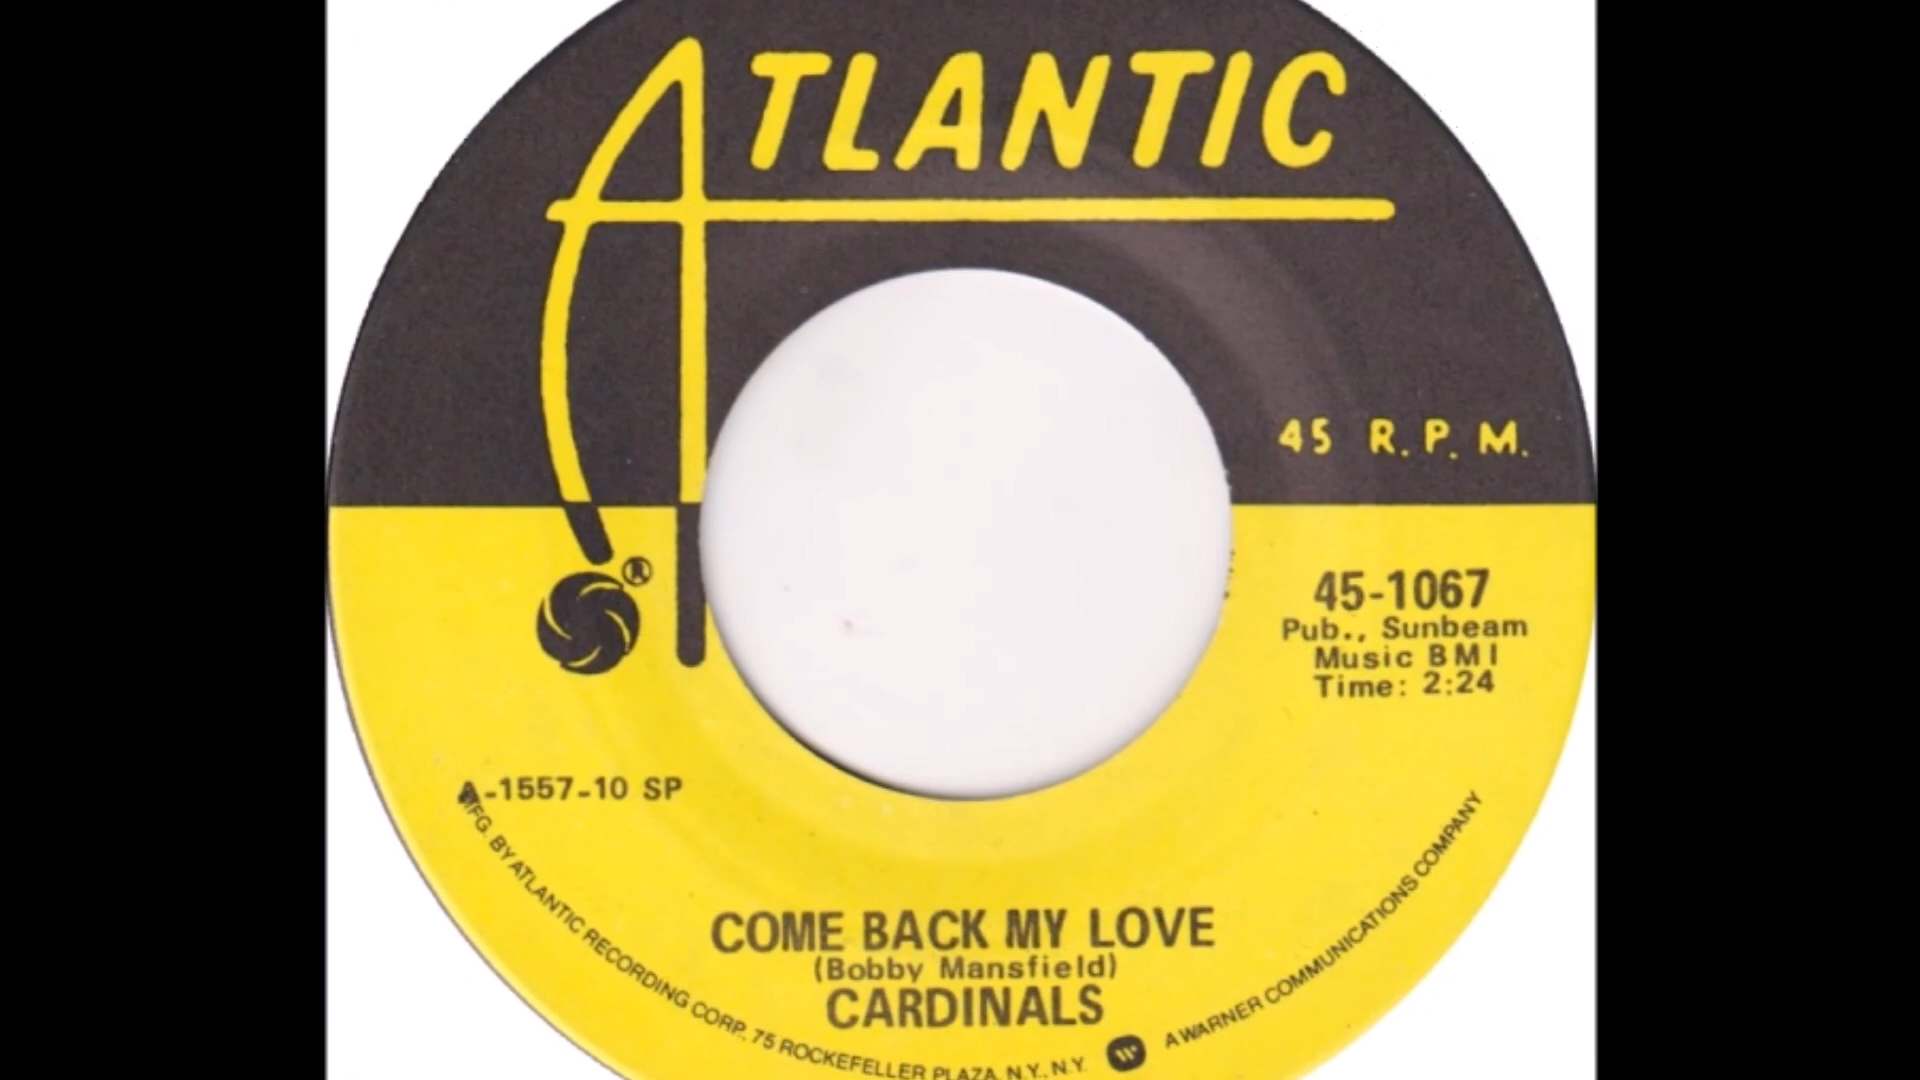 ATLANTIC
45 R.P.M.
®
45-1067
Pub., Sunbeam
Music BMI
Time: 2:24
A-1557-10 SP
COME BACK MY LOVE
(Bobby Mansfield)
CARDINALS
MFG. BY ATLANTIC RECORDING CORP., 75 ROCKEFELLER PLAZA, N.Y., N.Y. W A WARNER COMMUNICATIONS COMPANY